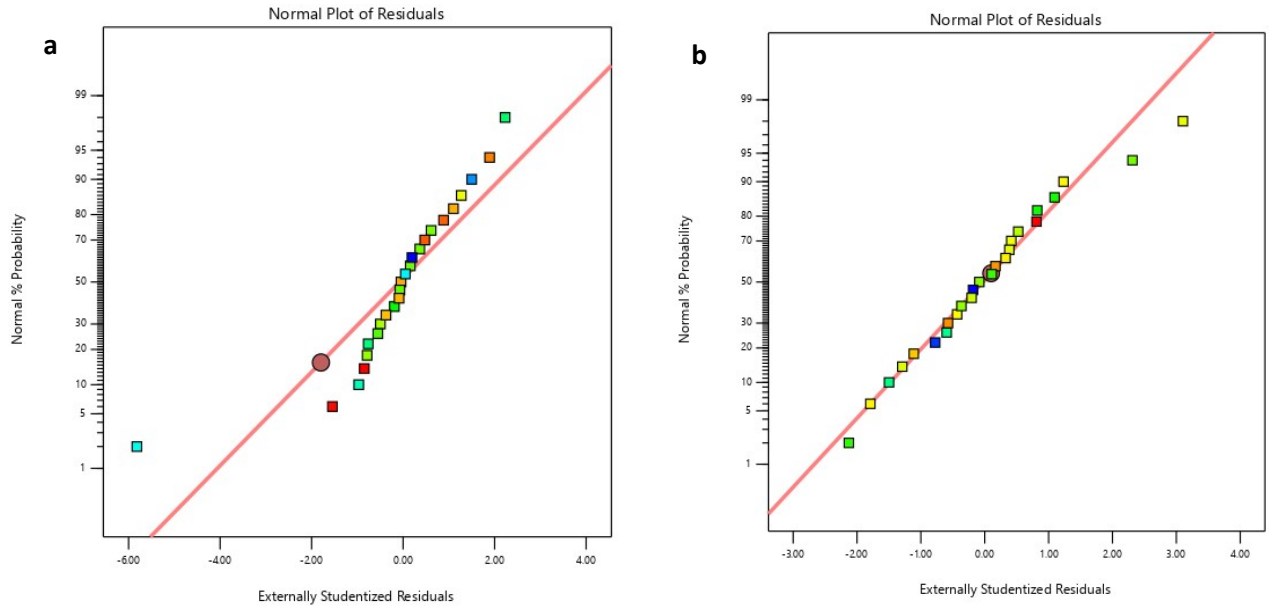 a
Normal Plot of Residuals
Normal % Probability
99
95
90
80
70
50
30
20
10
5
1
-6.00 -4.00 -2.00 0.00 2.00 4.00
Externally Studentized Residuals
b
Normal Plot of Residuals
Normal % Probability
99
95
90
80
70
50
30
20
10
5
1
-3.00 -2.00 -1.00 0.00 1.00 2.00 3.00 4.00
Externally Studentized Residuals